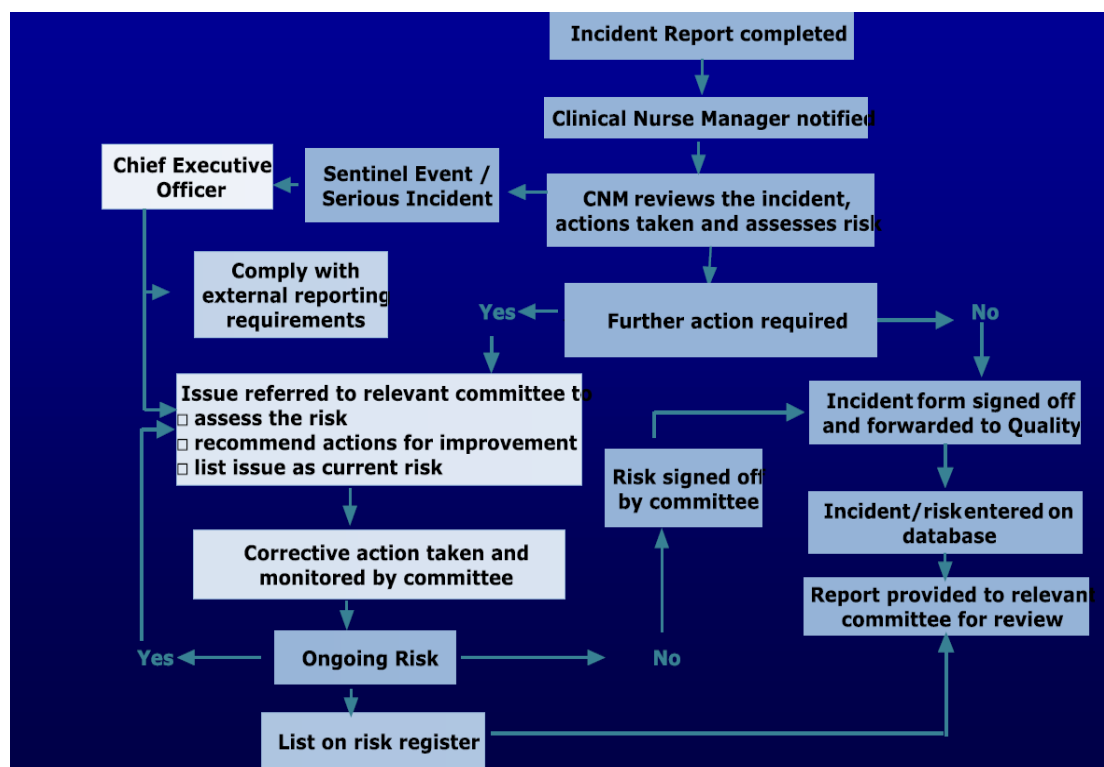 Incident Report completed
Clinical Nurse Manager notified
Chief Executive
Officer
Sentinel Event /
Serious Incident
CNM reviews the incident,
actions taken and assesses risk
Comply with
external reporting
requirements
Yes
Further action required
No
Issue referred to relevant committee to
□ assess the risk
□ recommend actions for improvement
□ list issue as current risk
Incident form signed off
and forwarded to Quality
Risk signed off
by committee
Incident/risk entered on
database
Corrective action taken and
monitored by committee
Report provided to relevant
committee for review
Yes
Ongoing Risk
No
List on risk register